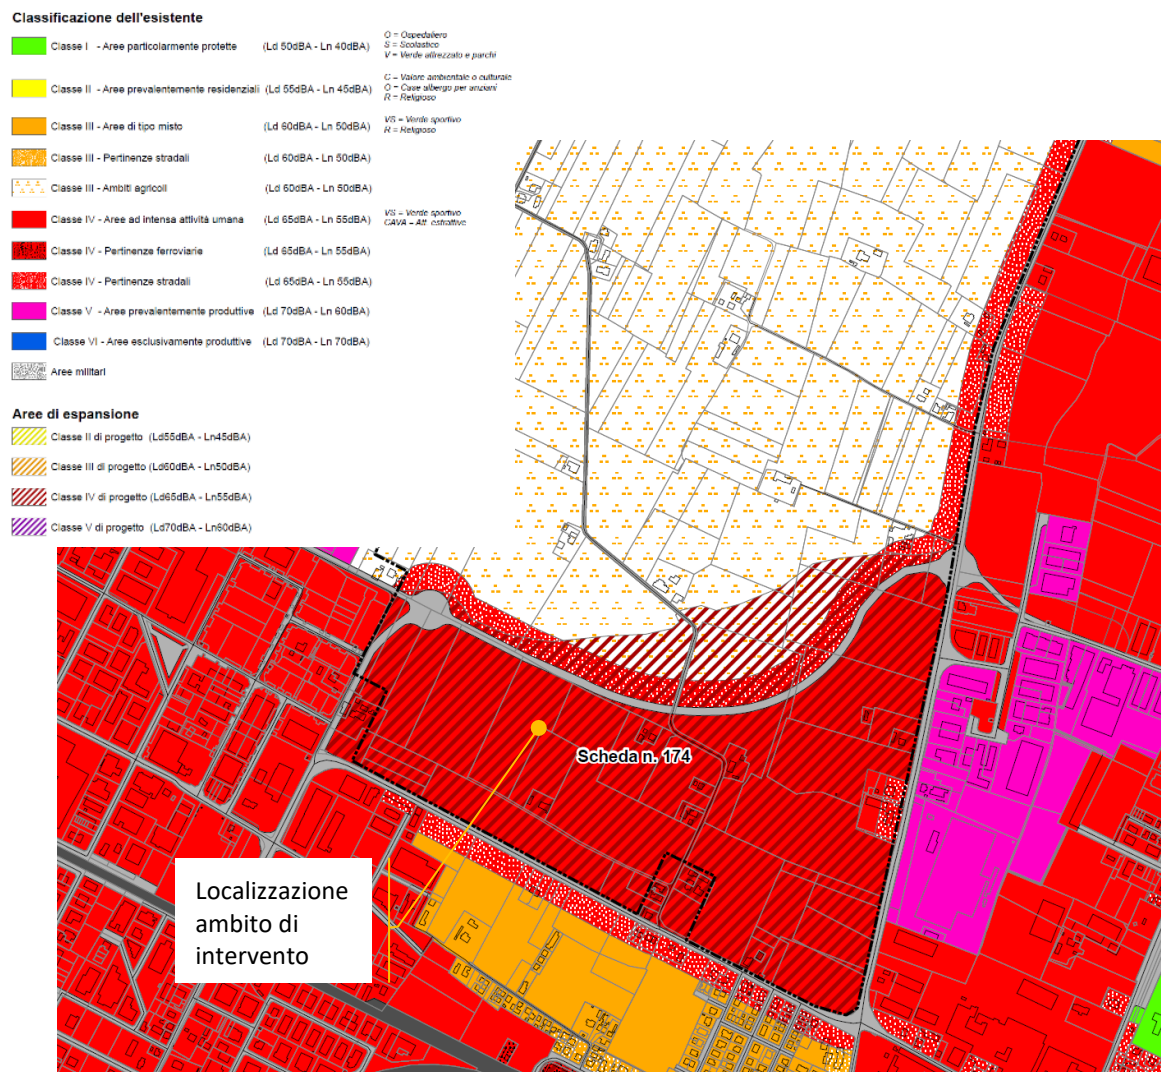 Classificazione dell'esistente
Classe I - Aree particolarmente protette (Ld 50dBA - Ln 40dBA)
O = Ospedaliero
S = Scolastico
V = Verde attrezzato e parchi
Classe II - Aree prevalentemente residenziali (Ld 55dBA - Ln 45dBA)
C = Valore ambientale o culturale
O = Case albergo per anziani
R = Religioso
Classe III - Aree di tipo misto (Ld 60dBA - Ln 50dBA)
VS = Verde sportivo
R = Religioso
Classe III - Pertinenze stradali (Ld 60dBA - Ln 50dBA)
Classe III - Ambiti agricoli (Ld 60dBA - Ln 50dBA)
Classe IV - Aree ad intensa attività umana (Ld 65dBA - Ln 55dBA)
VS = Verde sportivo
CAVA = Att. estrattive
Classe IV - Pertinenze ferroviarie (Ld 65dBA - Ln 55dBA)
Classe IV - Pertinenze stradali (Ld 65dBA - Ln 55dBA)
Classe V - Aree prevalentemente produttive (Ld 70dBA - Ln 60dBA)
Classe VI - Aree esclusivamente produttive (Ld 70dBA - Ln 70dBA)
Aree militari
Aree di espansione
Classe II di progetto (Ld55dBA - Ln45dBA)
Classe III di progetto (Ld60dBA - Ln50dBA)
Classe IV di progetto (Ld65dBA - Ln55dBA)
Classe V di progetto (Ld70dBA - Ln60dBA)
Scheda n. 174
Localizzazione
ambito di
intervento